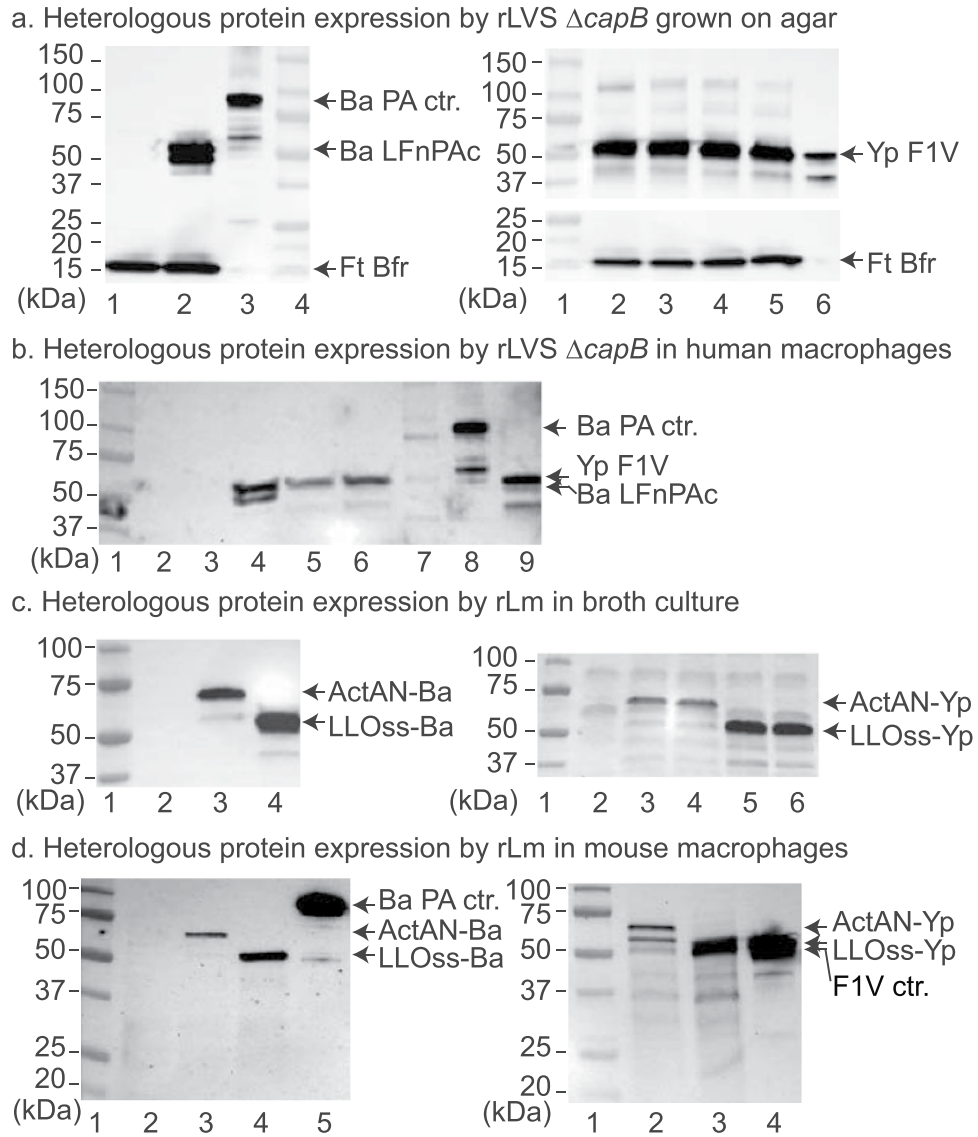 a. Heterologous protein expression by rLVS ΔcapB grown on agar
150
100
75
50
37
25
20
15
(kDa)
1 2 3 4
Ba PA ctr.
Ba LFnPAc
Ft Bfr
150
100
75
50
37
25
20
15
(kDa)
1 2 3 4 5 6
Yp F1V
Ft Bfr
b. Heterologous protein expression by rLVS ΔcapB in human macrophages
150
100
75
50
37
(kDa) 1 2 3 4 5 6 7 8 9
Ba PA ctr.
Yp F1V
Ba LFnPAc
c. Heterologous protein expression by rLm in broth culture
100
75
50
37
(kDa) 1 2 3 4
ActAN-Ba
LLOss-Ba
100
75
50
37
(kDa) 1 2 3 4 5 6
ActAN-Yp
LLOss-Yp
d. Heterologous protein expression by rLm in mouse macrophages
100
75
50
37
25
20
(kDa) 1 2 3 4 5
Ba PA ctr.
ActAN-Ba
LLOss-Ba
100
75
50
37
25
20
(kDa) 1 2 3 4
ActAN-Yp
LLOss-Yp
F1V ctr.